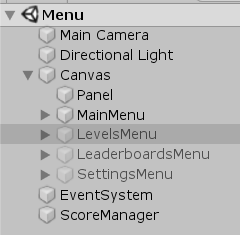 Menu
Main Camera
Directional Light
Canvas
Panel
MainMenu
LevelsMenu
LeaderboardsMenu
SettingsMenu
EventSystem
ScoreManager